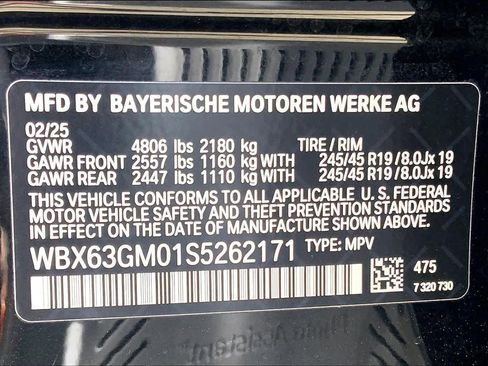 MFD BY BAYERISCHE MOTOREN WERKE AG
02/25
GVWR 4806 lbs 2180 kg TIRE / RIM
GAWR FRONT 2557 lbs 1160 kg WITH 245/45 R19 / 8.0Jx 19
GAWR REAR 2447 lbs 1110 kg WITH 245/45 R19 / 8.0Jx 19
THIS VEHICLE CONFORMS TO ALL APPLICABLE U. S. FEDERAL
MOTOR VEHICLE SAFETY AND THEFT PREVENTION STANDARDS
IN EFFECT ON THE DATE OF MANUFACTURE SHOWN ABOVE.
WBX63GM01S5262171 TYPE: MPV
475
7 320 730